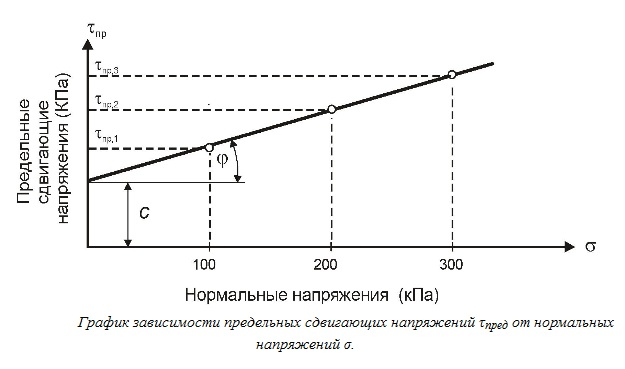 τпр
τпр,3
τпр,2
τпр,1
Предельные
сдвигающие
напряжения (КПа)
φ
c
σ
100
200
300
Нормальные напряжения (кПа)
График зависимости предельных сдвигающих напряжений τпред от нормальных
напряжений σ.